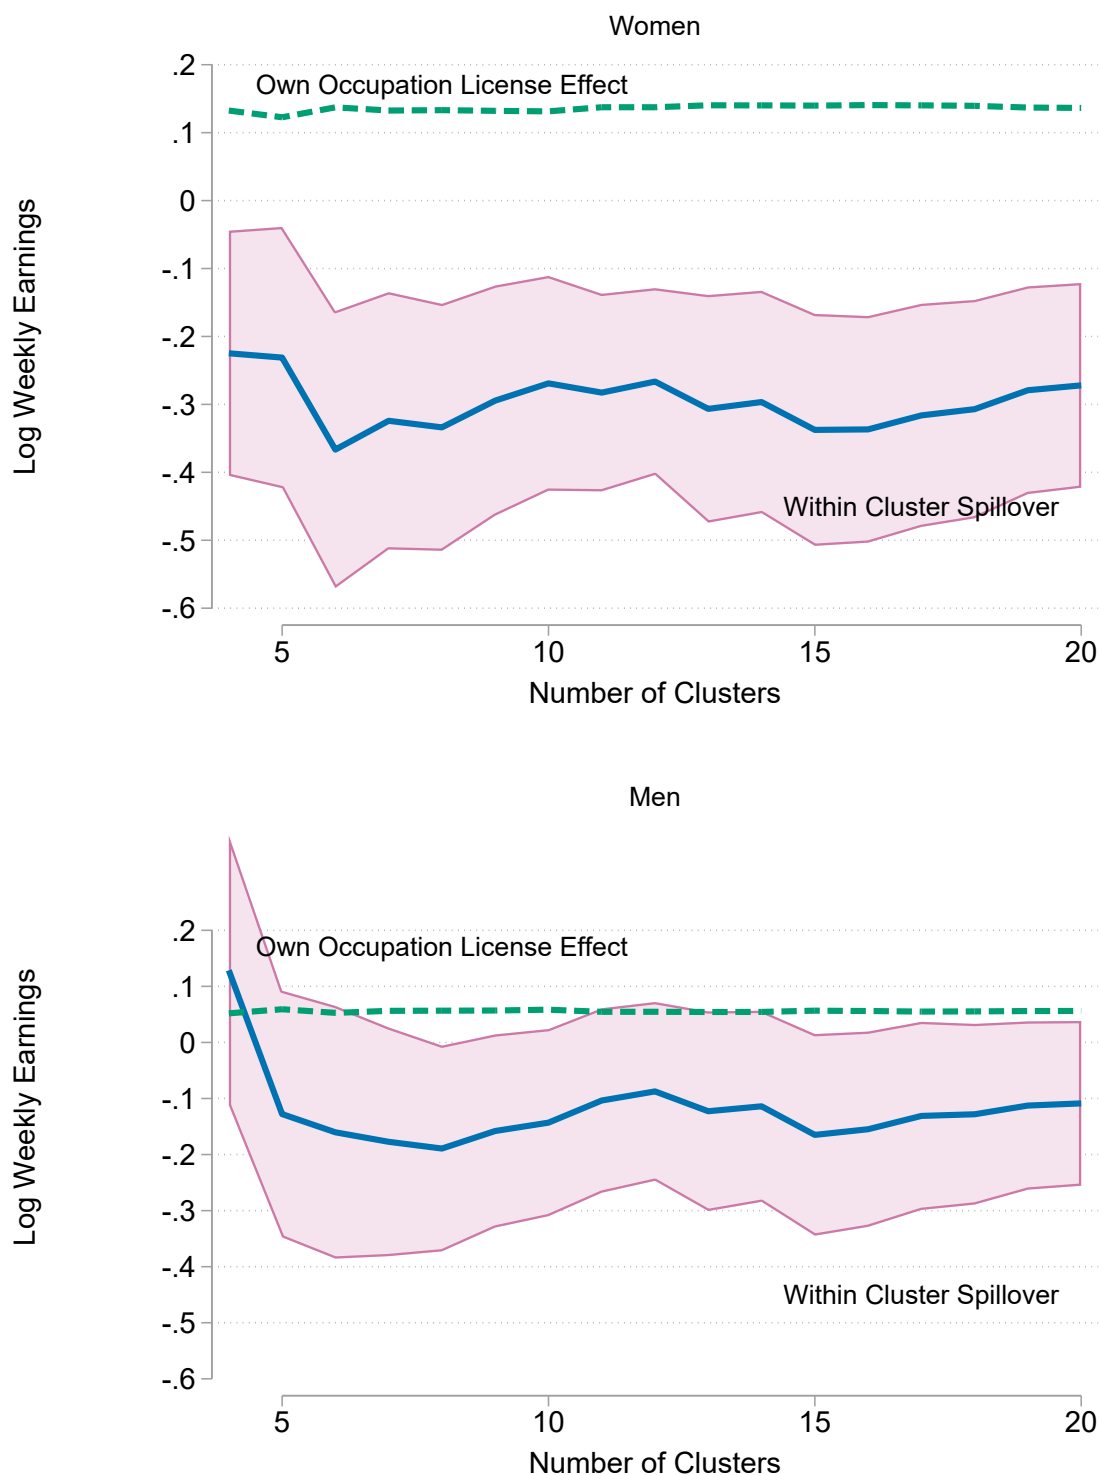 Women
Own Occupation License Effect
Log Weekly Earnings
.2
.1
0
-.1
-.2
-.3
-.4
-.5
-.6
Within Cluster Spillover
5 10 15 20
Number of Clusters
Men
Own Occupation License Effect
Log Weekly Earnings
.2
.1
0
-.1
-.2
-.3
-.4
-.5
-.6
Within Cluster Spillover
5 10 15 20
Number of Clusters